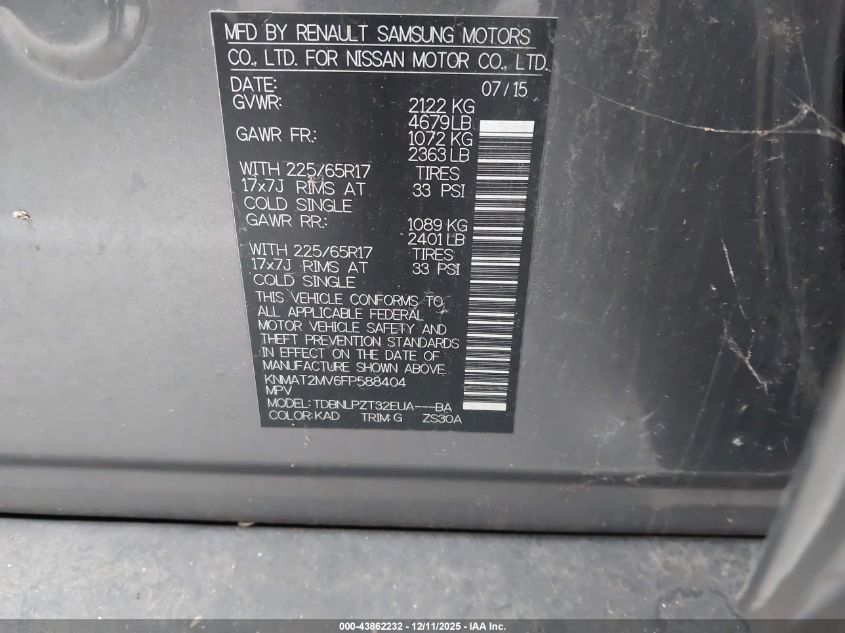 MFD BY RENAULT SAMSUNG MOTORS
CO., LTD. FOR NISSAN MOTOR CO., LTD.
DATE: 07/15
GVWR: 2122 KG
4679 LB
GAWR FR.: 1072 KG
2363 LB
WITH 225/65R17 TIRES
17x7J RIMS AT 33 PSI
COLD SINGLE
GAWR RR.: 1089 KG
2401 LB
WITH 225/65R17 TIRES
17x7J RIMS AT 33 PSI
COLD SINGLE
THIS VEHICLE CONFORMS TO
ALL APPLICABLE FEDERAL
MOTOR VEHICLE SAFETY AND
THEFT PREVENTION STANDARDS
IN EFFECT ON THE DATE OF
MANUFACTURE SHOWN ABOVE.
KNMAT2MV6FP588404
MPV
MODEL: TDBNLPZT32EUA---BA
COLOR: KAD TRIM: G ZS30A
000-43862232 - 12/11/2025 - IAA Inc.